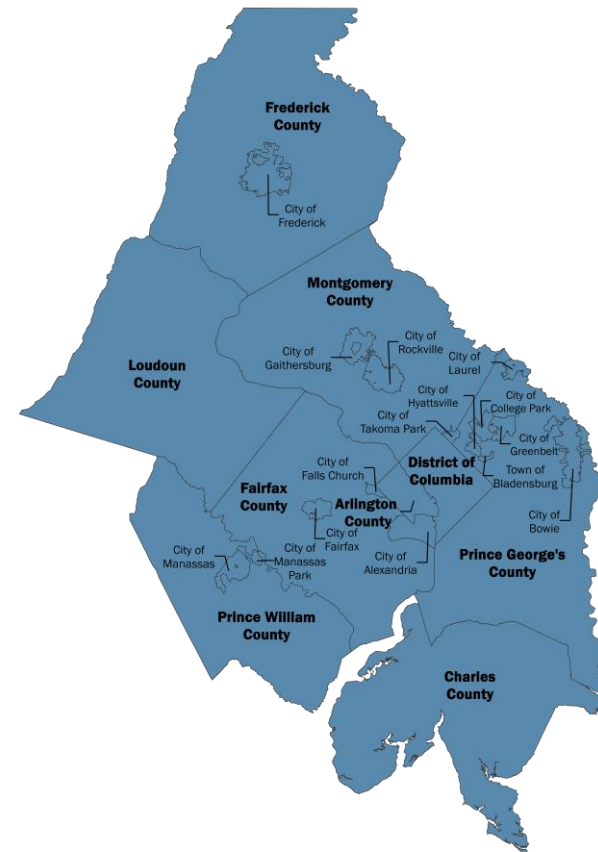 Frederick
County
City of
Frederick
Montgomery
County
City of
Rockville
City of
Gaithersburg
City of
Laurel
Loudoun
County
City of
Hyattsville
City of
College Park
City of
Takoma Park
City of
Greenbelt
District of
Columbia
City of
Falls Church
Town of
Bladensburg
Fairfax
County
Arlington
County
City of
Bowie
City of
Fairfax
City of
Manassas
City of
Manassas
Park
City of
Alexandria
Prince George's
County
Prince William
County
Charles
County